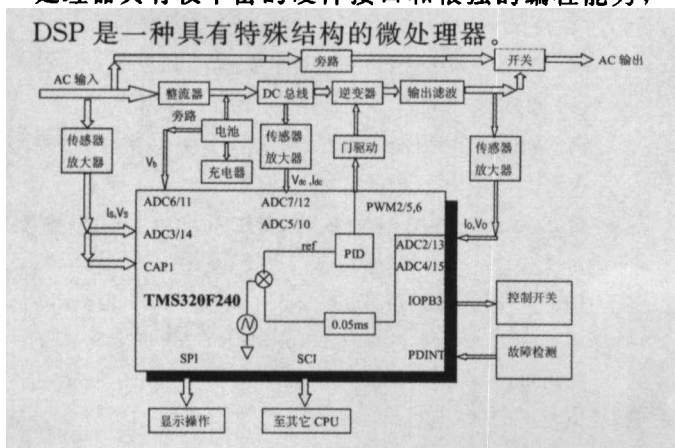 DSP 是一种具有特殊结构的微处理器。
旁路
开关
AC 输出
AC 输入
整流器
DC 总线
逆变器
输出滤波
旁路
电池
传感器
放大器
充电器
传感器
放大器
门驱动
传感器
放大器
Vb
Vdc ,Idc
ADC6/11
ADC7/12
PWM2/5,6
IS,VS
ADC5/10
IO,VO
ADC3/14
ref
PID
ADC2/13
CAP1
ADC4/15
TMS320F240
IOPB3
控制开关
0.05ms
SPI
SCI
PDINT
故障检测
显示操作
至其它 CPU